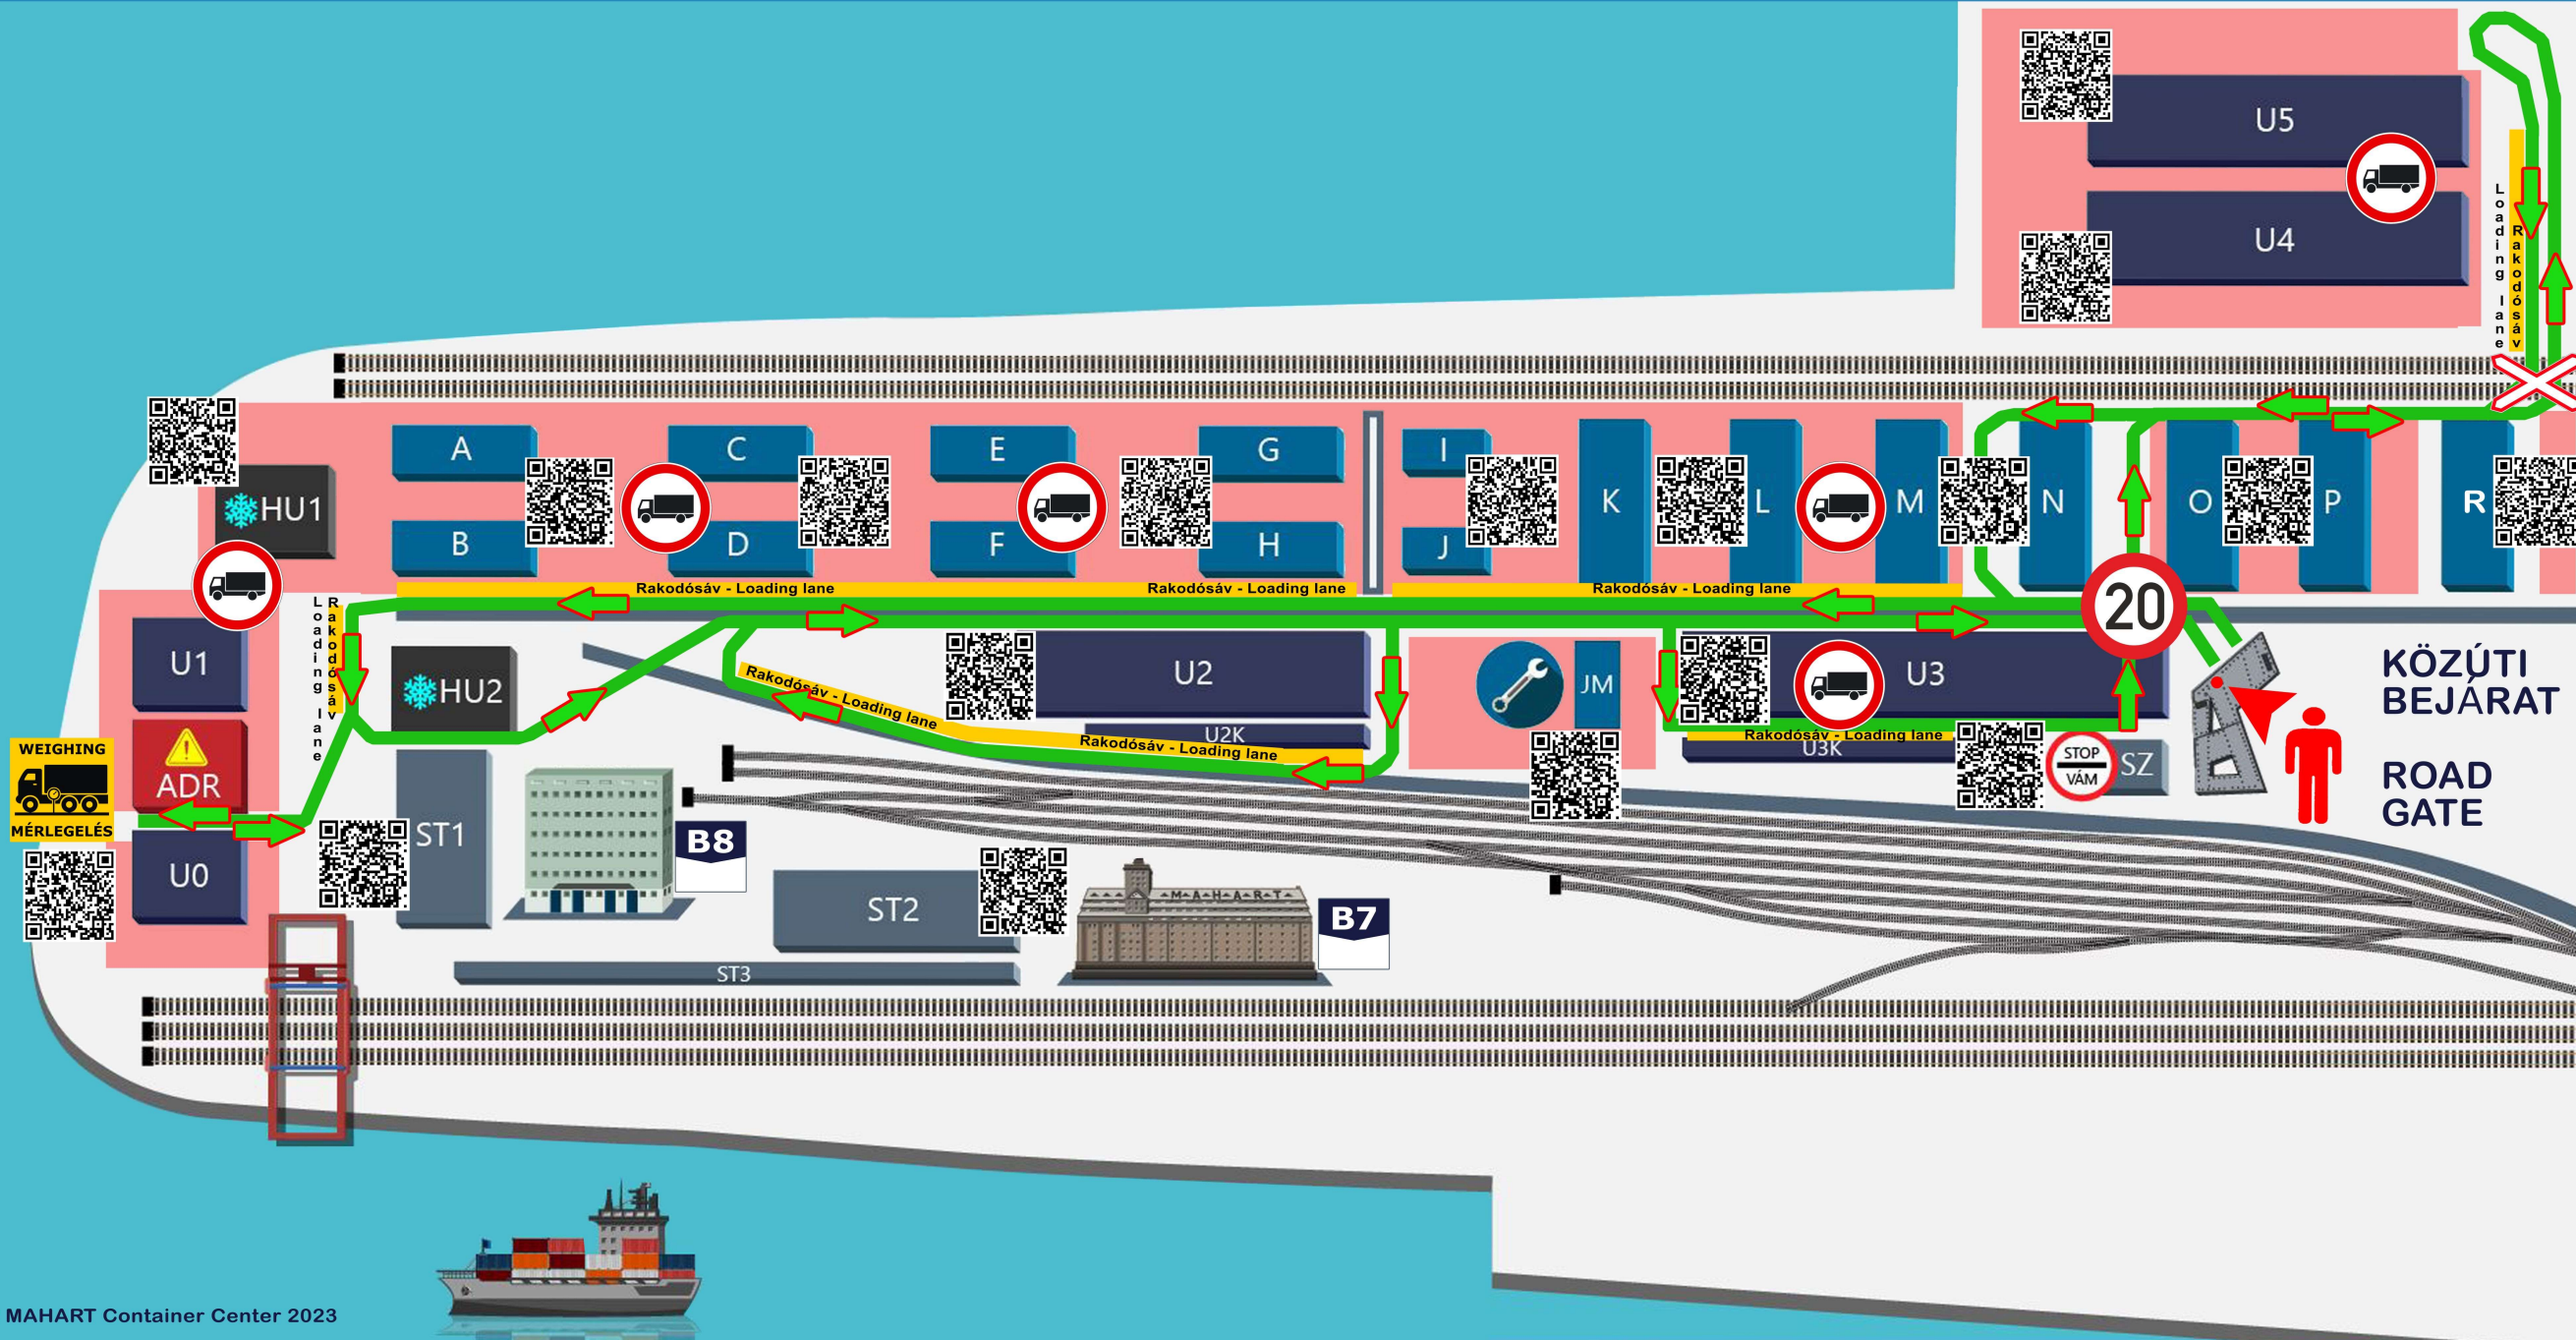 U5
U4
Loading lane
Rakodósáv
A
C
E
G
I
K
L
M
N
O
P
R
HU1
B
D
F
H
J
Rakodósáv - Loading lane
Rakodósáv - Loading lane
Rakodósáv - Loading lane
20
Loading lane
Rakodósáv
U1
HU2
Rakodósáv - Loading lane
U2
JM
U3
KÖZÚTI
BEJÁRAT
U2K
Rakodósáv - Loading lane
Rakodósáv - Loading lane
U3K
STOP
VÁM
SZ
ROAD
GATE
WEIGHING
MÉRLEGELÉS
ADR
ST1
B8
U0
ST2
M-A-H-A-R-T
B7
ST3
MAHART Container Center 2023